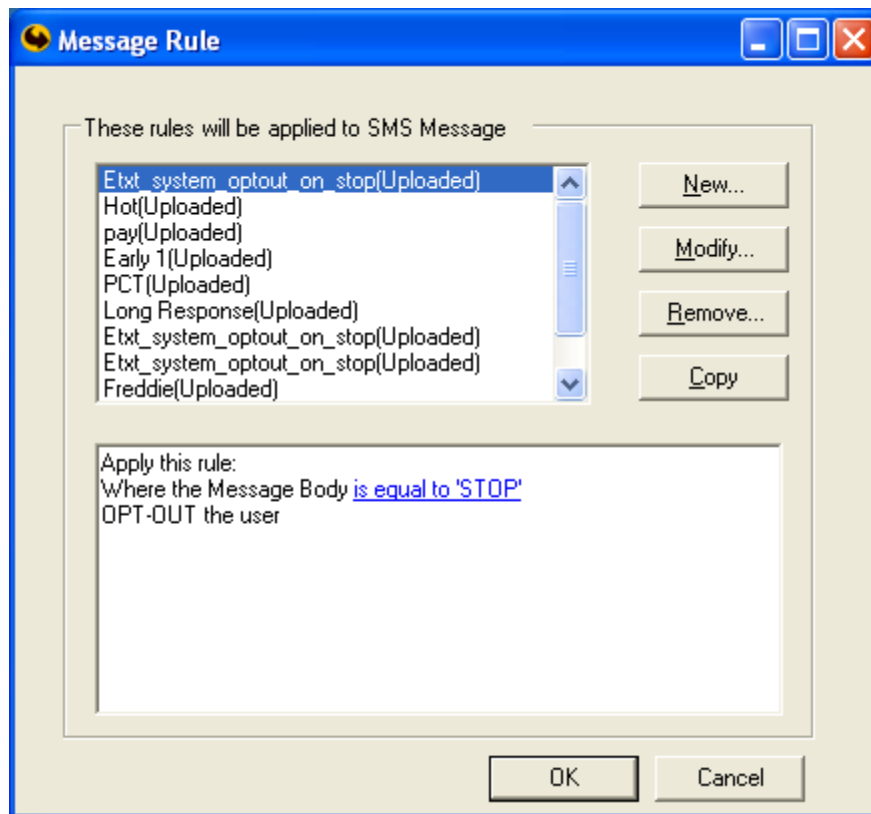 Message Rule
These rules will be applied to SMS Message
Etxt_system_optout_on_stop(Uploaded)
Hot(Uploaded)
pay(Uploaded)
Early 1(Uploaded)
PCT(Uploaded)
Long Response(Uploaded)
Etxt_system_optout_on_stop(Uploaded)
Etxt_system_optout_on_stop(Uploaded)
Freddie(Uploaded)
New...
Modify...
Remove...
Copy
Apply this rule:
Where the Message Body is equal to 'STOP'
OPT-OUT the user
OK
Cancel